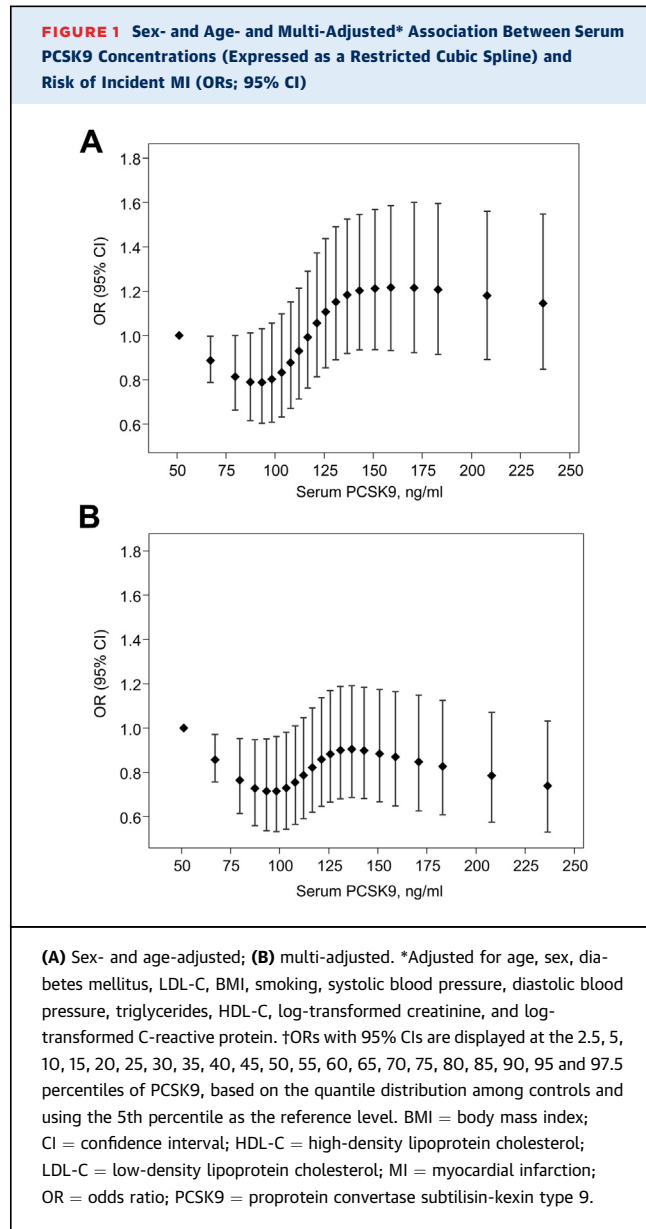 FIGURE 1 Sex- and Age- and Multi-Adjusted* Association Between Serum
PCSK9 Concentrations (Expressed as a Restricted Cubic Spline) and
Risk of Incident MI (ORs; 95% CI)
A
1.8
1.6
1.4
1.2
1.0
0.8
0.6
OR (95% CI)
50 75 100 125 150 175 200 225 250
Serum PCSK9, ng/ml
B
1.8
1.6
1.4
1.2
1.0
0.8
0.6
OR (95% CI)
50 75 100 125 150 175 200 225 250
Serum PCSK9, ng/ml
(A) Sex- and age-adjusted; (B) multi-adjusted. *Adjusted for age, sex, dia-
betes mellitus, LDL-C, BMI, smoking, systolic blood pressure, diastolic blood
pressure, triglycerides, HDL-C, log-transformed creatinine, and log-
transformed C-reactive protein. †ORs with 95% CIs are displayed at the 2.5, 5,
10, 15, 20, 25, 30, 35, 40, 45, 50, 55, 60, 65, 70, 75, 80, 85, 90, 95 and 97.5
percentiles of PCSK9, based on the quantile distribution among controls and
using the 5th percentile as the reference level. BMI = body mass index;
CI = confidence interval; HDL-C = high-density lipoprotein cholesterol;
LDL-C = low-density lipoprotein cholesterol; MI = myocardial infarction;
OR = odds ratio; PCSK9 = proprotein convertase subtilisin-kexin type 9.